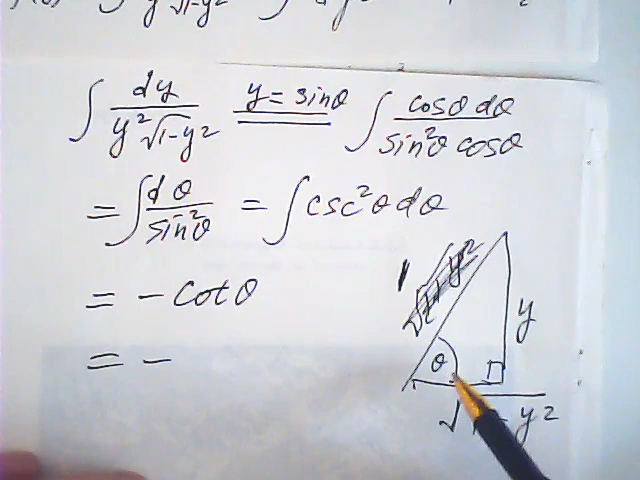 y√1-y²
∫ dy / y²√1-y² y = sinθ ∫ cosθ dθ / sin²θ cosθ
= ∫ dθ / sin²θ = ∫ csc²θ dθ
= - cotθ
= -
1
y
θ